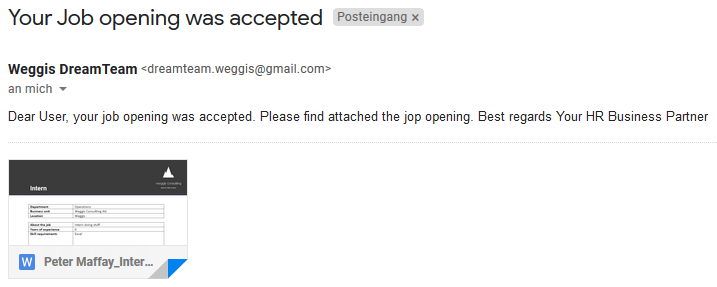 Your Job opening was accepted Posteingang ×
Weggis DreamTeam <dreamteam.weggis@gmail.com>
an mich
Dear User, your job opening was accepted. Please find attached the jop opening. Best regards Your HR Business Partner
weggis consulting
Intern
Department Operations
Business unit Weggis Consulting AG
Location Weggis
About the job Intern doing stuff
Years of experience
Skill requirements Excel
W Peter Maffay_Inter...